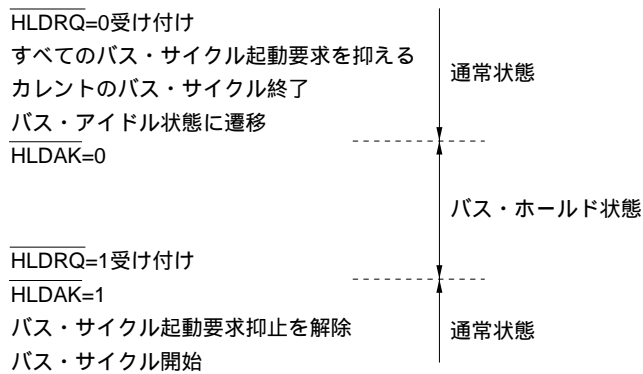 HLDRQ=0受け付け
すべてのバス・サイクル起動要求を抑える
カレントのバス・サイクル終了
バス・アイドル状態に遷移
HLDAK=0
通常状態
バス・ホールド状態
HLDRQ=1受け付け
HLDAK=1
バス・サイクル起動要求抑止を解除
バス・サイクル開始
通常状態